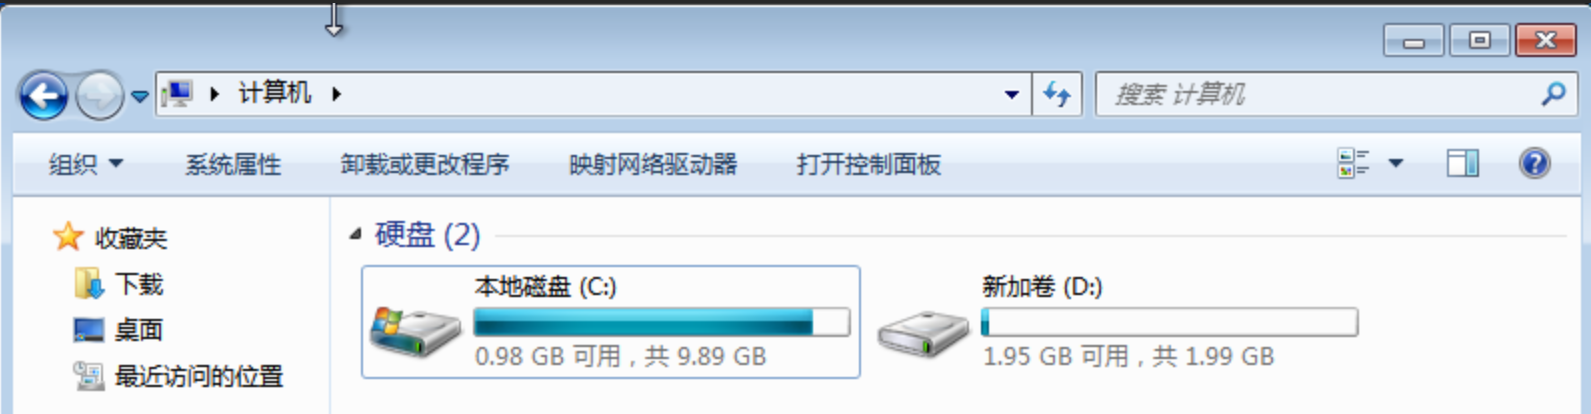 计算机
搜索 计算机
组织 系统属性 卸载或更改程序 映射网络驱动器 打开控制面板
收藏夹
下载
桌面
最近访问的位置
硬盘 (2)
本地磁盘 (C:)
0.98 GB 可用，共 9.89 GB
新加卷 (D:)
1.95 GB 可用，共 1.99 GB